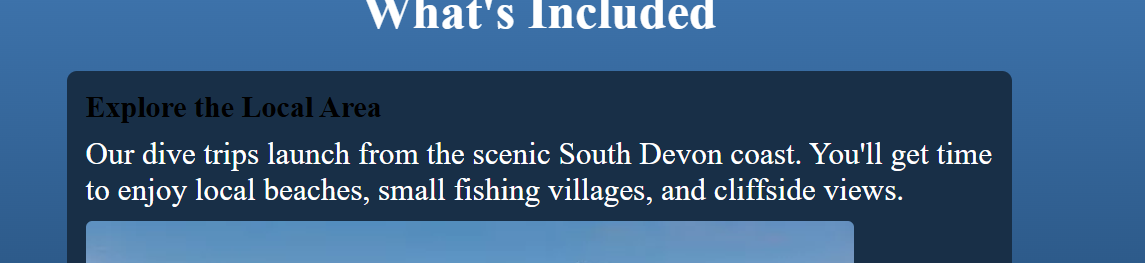 What's Included
Explore the Local Area
Our dive trips launch from the scenic South Devon coast. You'll get time
to enjoy local beaches, small fishing villages, and cliffside views.